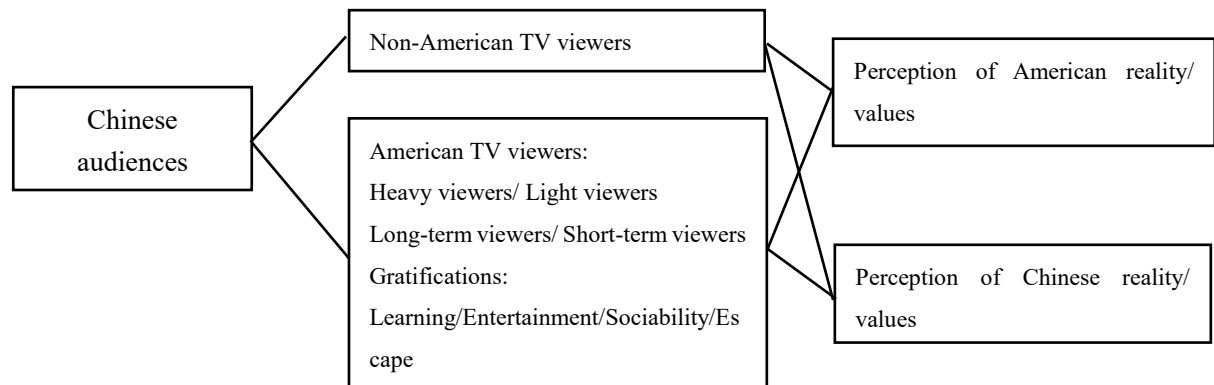 Chinese
audiences
Non-American TV viewers
American TV viewers:
Heavy viewers/ Light viewers
Long-term viewers/ Short-term viewers
Gratifications:
Learning/Entertainment/Sociability/Es
cape
Perception of American reality/
values
Perception of Chinese reality/
values